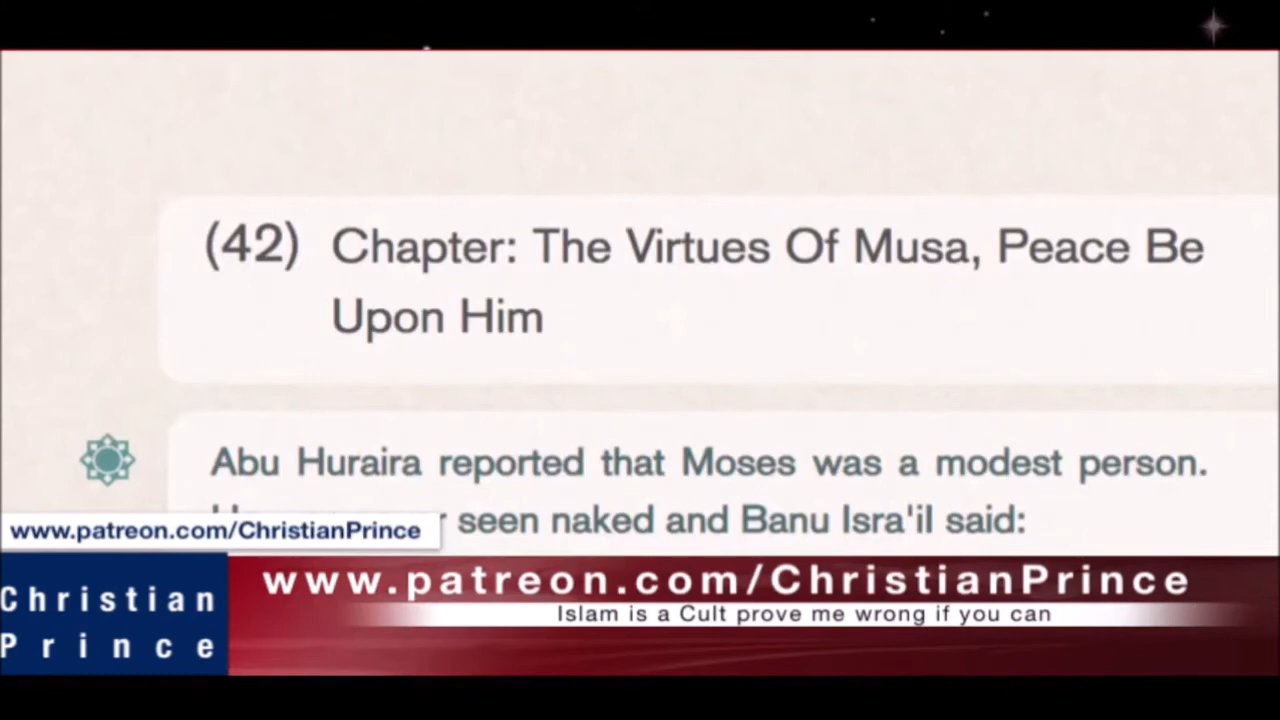 (42) Chapter: The Virtues Of Musa, Peace Be
Upon Him
Abu Huraira reported that Moses was a modest person.
seen naked and Banu Isra'il said:
www.patreon.com/ChristianPrince
www.patreon.com/ChristianPrince
Islam is a Cult prove me wrong if you can
Christian
Prince